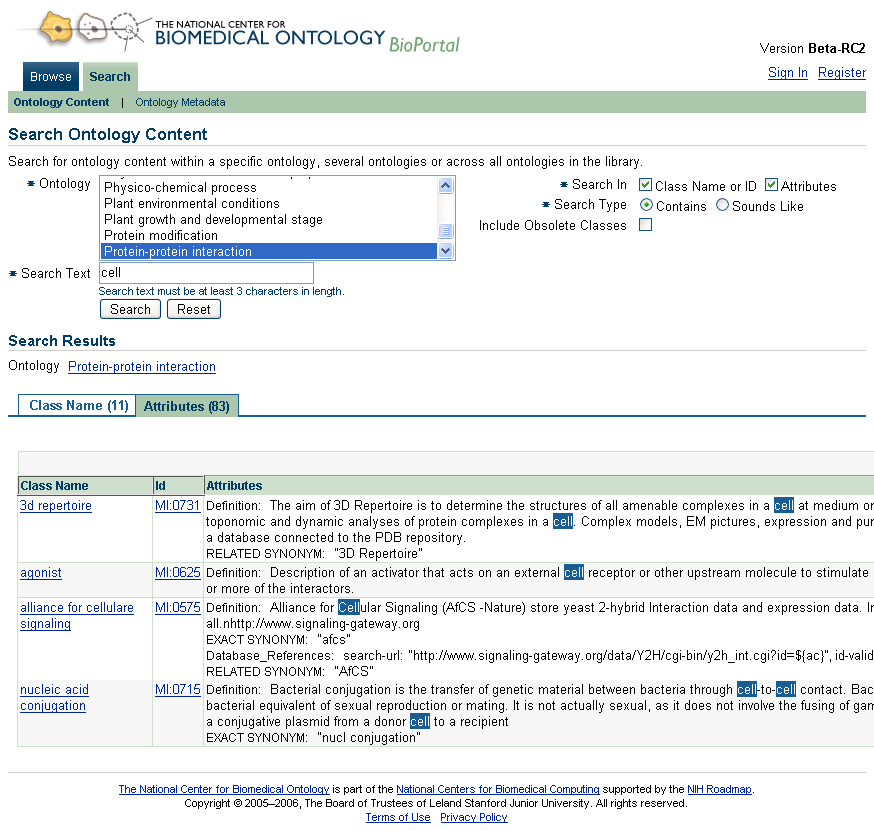 THE NATIONAL CENTER FOR
BIOMEDICAL ONTOLOGY BioPortal
Version Beta-RC2
Browse Search
Sign In Register
Ontology Content | Ontology Metadata
Search Ontology Content
Search for ontology content within a specific ontology, several ontologies or across all ontologies in the library.
* Ontology
Physico-chemical process
Plant environmental conditions
Plant growth and developmental stage
Protein modification
Protein-protein interaction
* Search In Class Name or ID Attributes
* Search Type Contains Sounds Like
Include Obsolete Classes
* Search Text cell
Search text must be at least 3 characters in length.
Search Reset
Search Results
Ontology Protein-protein interaction
Class Name (11) Attributes (83)
Class Name Id Attributes
3d repertoire MI:0731 Definition: The aim of 3D Repertoire is to determine the structures of all amenable complexes in a cell at medium or
toponomic and dynamic analyses of protein complexes in a cell. Complex models, EM pictures, expression and pur
a database connected to the PDB repository.
RELATED SYNONYM: "3D Repertoire"
agonist MI:0625 Definition: Description of an activator that acts on an external cell receptor or other upstream molecule to stimulate
or more of the interactors.
alliance for cellulare MI:0575 Definition: Alliance for Cellular Signaling (AfCS -Nature) store yeast 2-hybrid Interaction data and expression data. In
signaling all.nhttp://www.signaling-gateway.org
EXACT SYNONYM: "afcs"
Database_References: search-url: "http://www.signaling-gateway.org/data/Y2H/cgi-bin/y2h_int.cgi?id=${ac}", id-valid
RELATED SYNONYM: "AfCS"
nucleic acid MI:0715 Definition: Bacterial conjugation is the transfer of genetic material between bacteria through cell-to-cell contact. Bac
conjugation bacterial equivalent of sexual reproduction or mating. It is not actually sexual, as it does not involve the fusing of gam
a conjugative plasmid from a donor cell to a recipient
EXACT SYNONYM: "nucl conjugation"
The National Center for Biomedical Ontology is part of the National Centers for Biomedical Computing supported by the NIH Roadmap.
Copyright © 2005–2006, The Board of Trustees of Leland Stanford Junior University. All rights reserved.
Terms of Use Privacy Policy